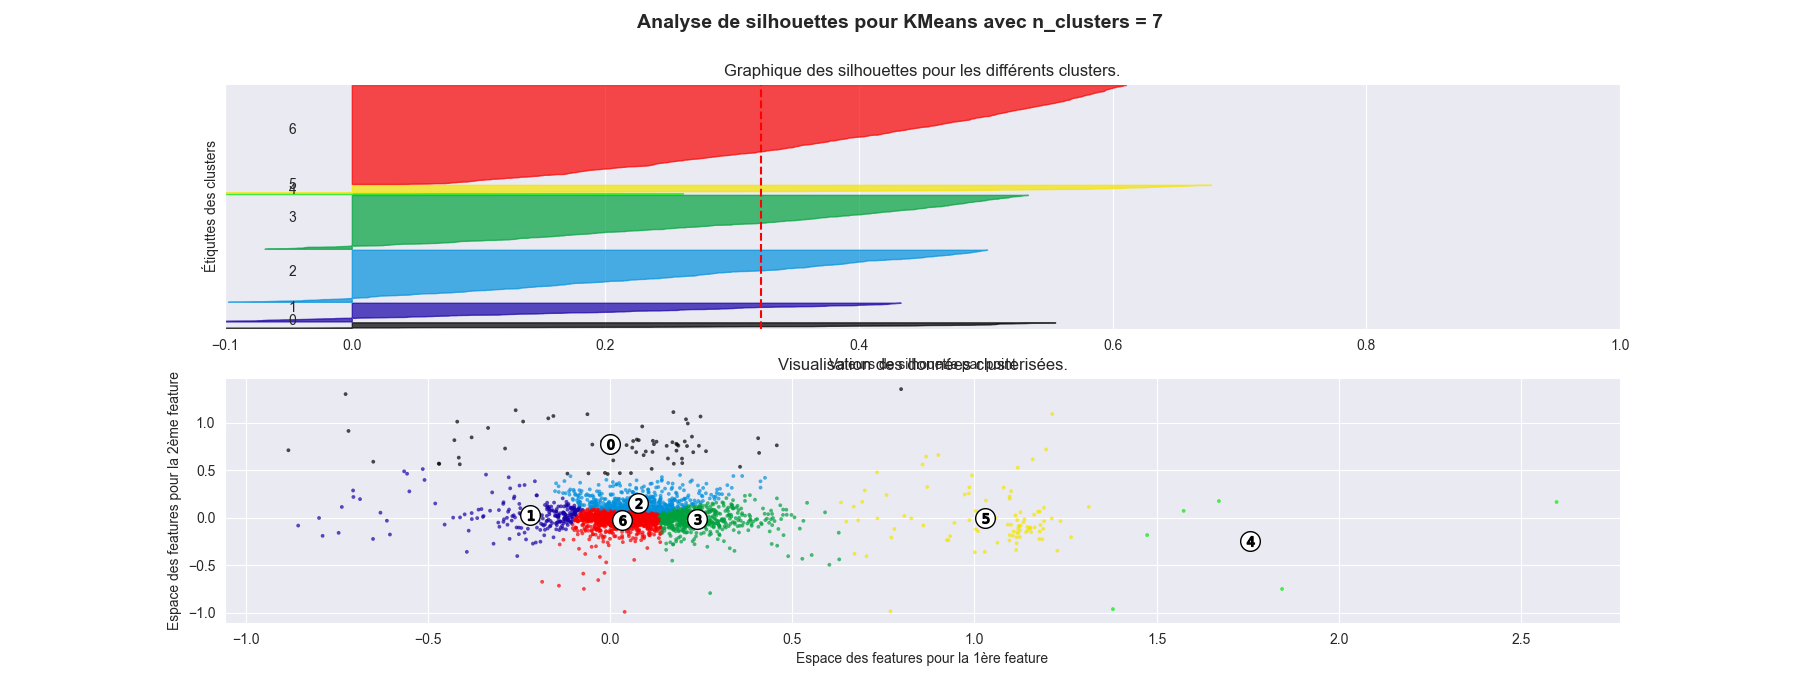 Analyse de silhouettes pour KMeans avec n_clusters = 7
Graphique des silhouettes pour les différents clusters.
Étiquttes des clusters
6
5
4
3
2
1
0
−0.1 0.0 0.2 0.4 0.6 0.8 1.0
Visualisation des données clusterisées.
Espace des features pour la 2ème feature
1.0
0.5
0.0
−0.5
−1.0
0
1
2
6
3
5
4
−1.0 −0.5 0.0 0.5 1.0 1.5 2.0 2.5
Espace des features pour la 1ère feature